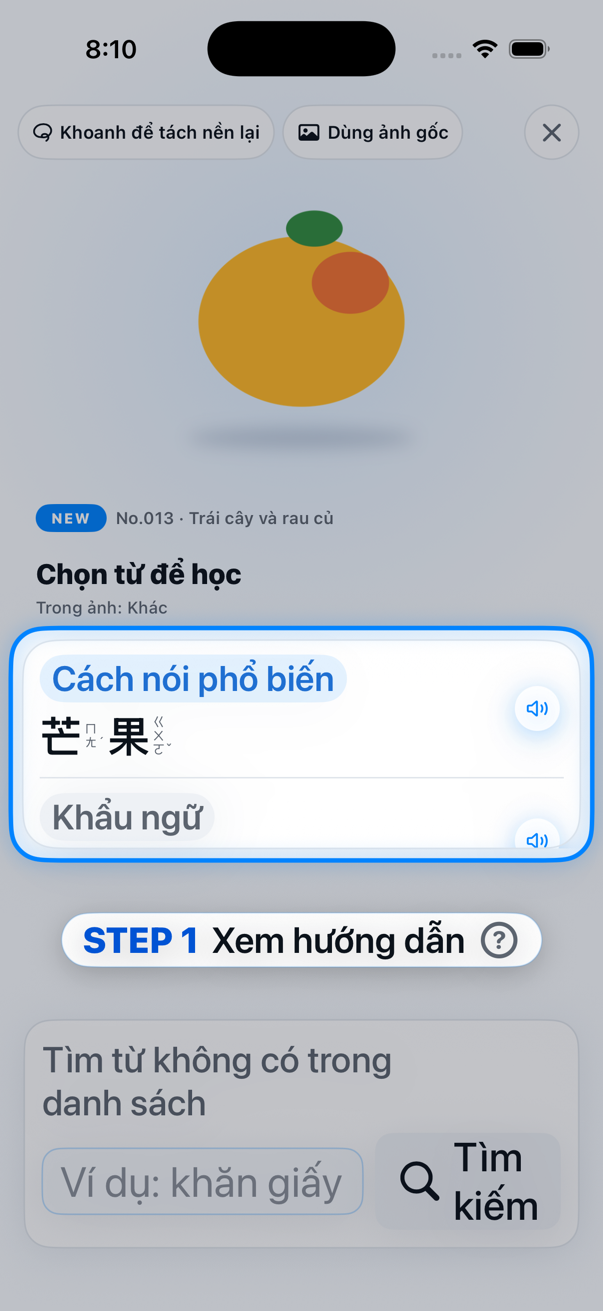 8:10
Khoanh để tách nền lại
Dùng ảnh gốc
NEW No.013 · Trái cây và rau củ
Chọn từ để học
Trong ảnh: Khác
Cách nói phổ biến
芒ㄇㄤˊ果ㄍㄨㄛˇ
Khẩu ngữ
STEP 1 Xem hướng dẫn ?
Tìm từ không có trong
danh sách
Ví dụ: khăn giấy
Tìm
kiếm